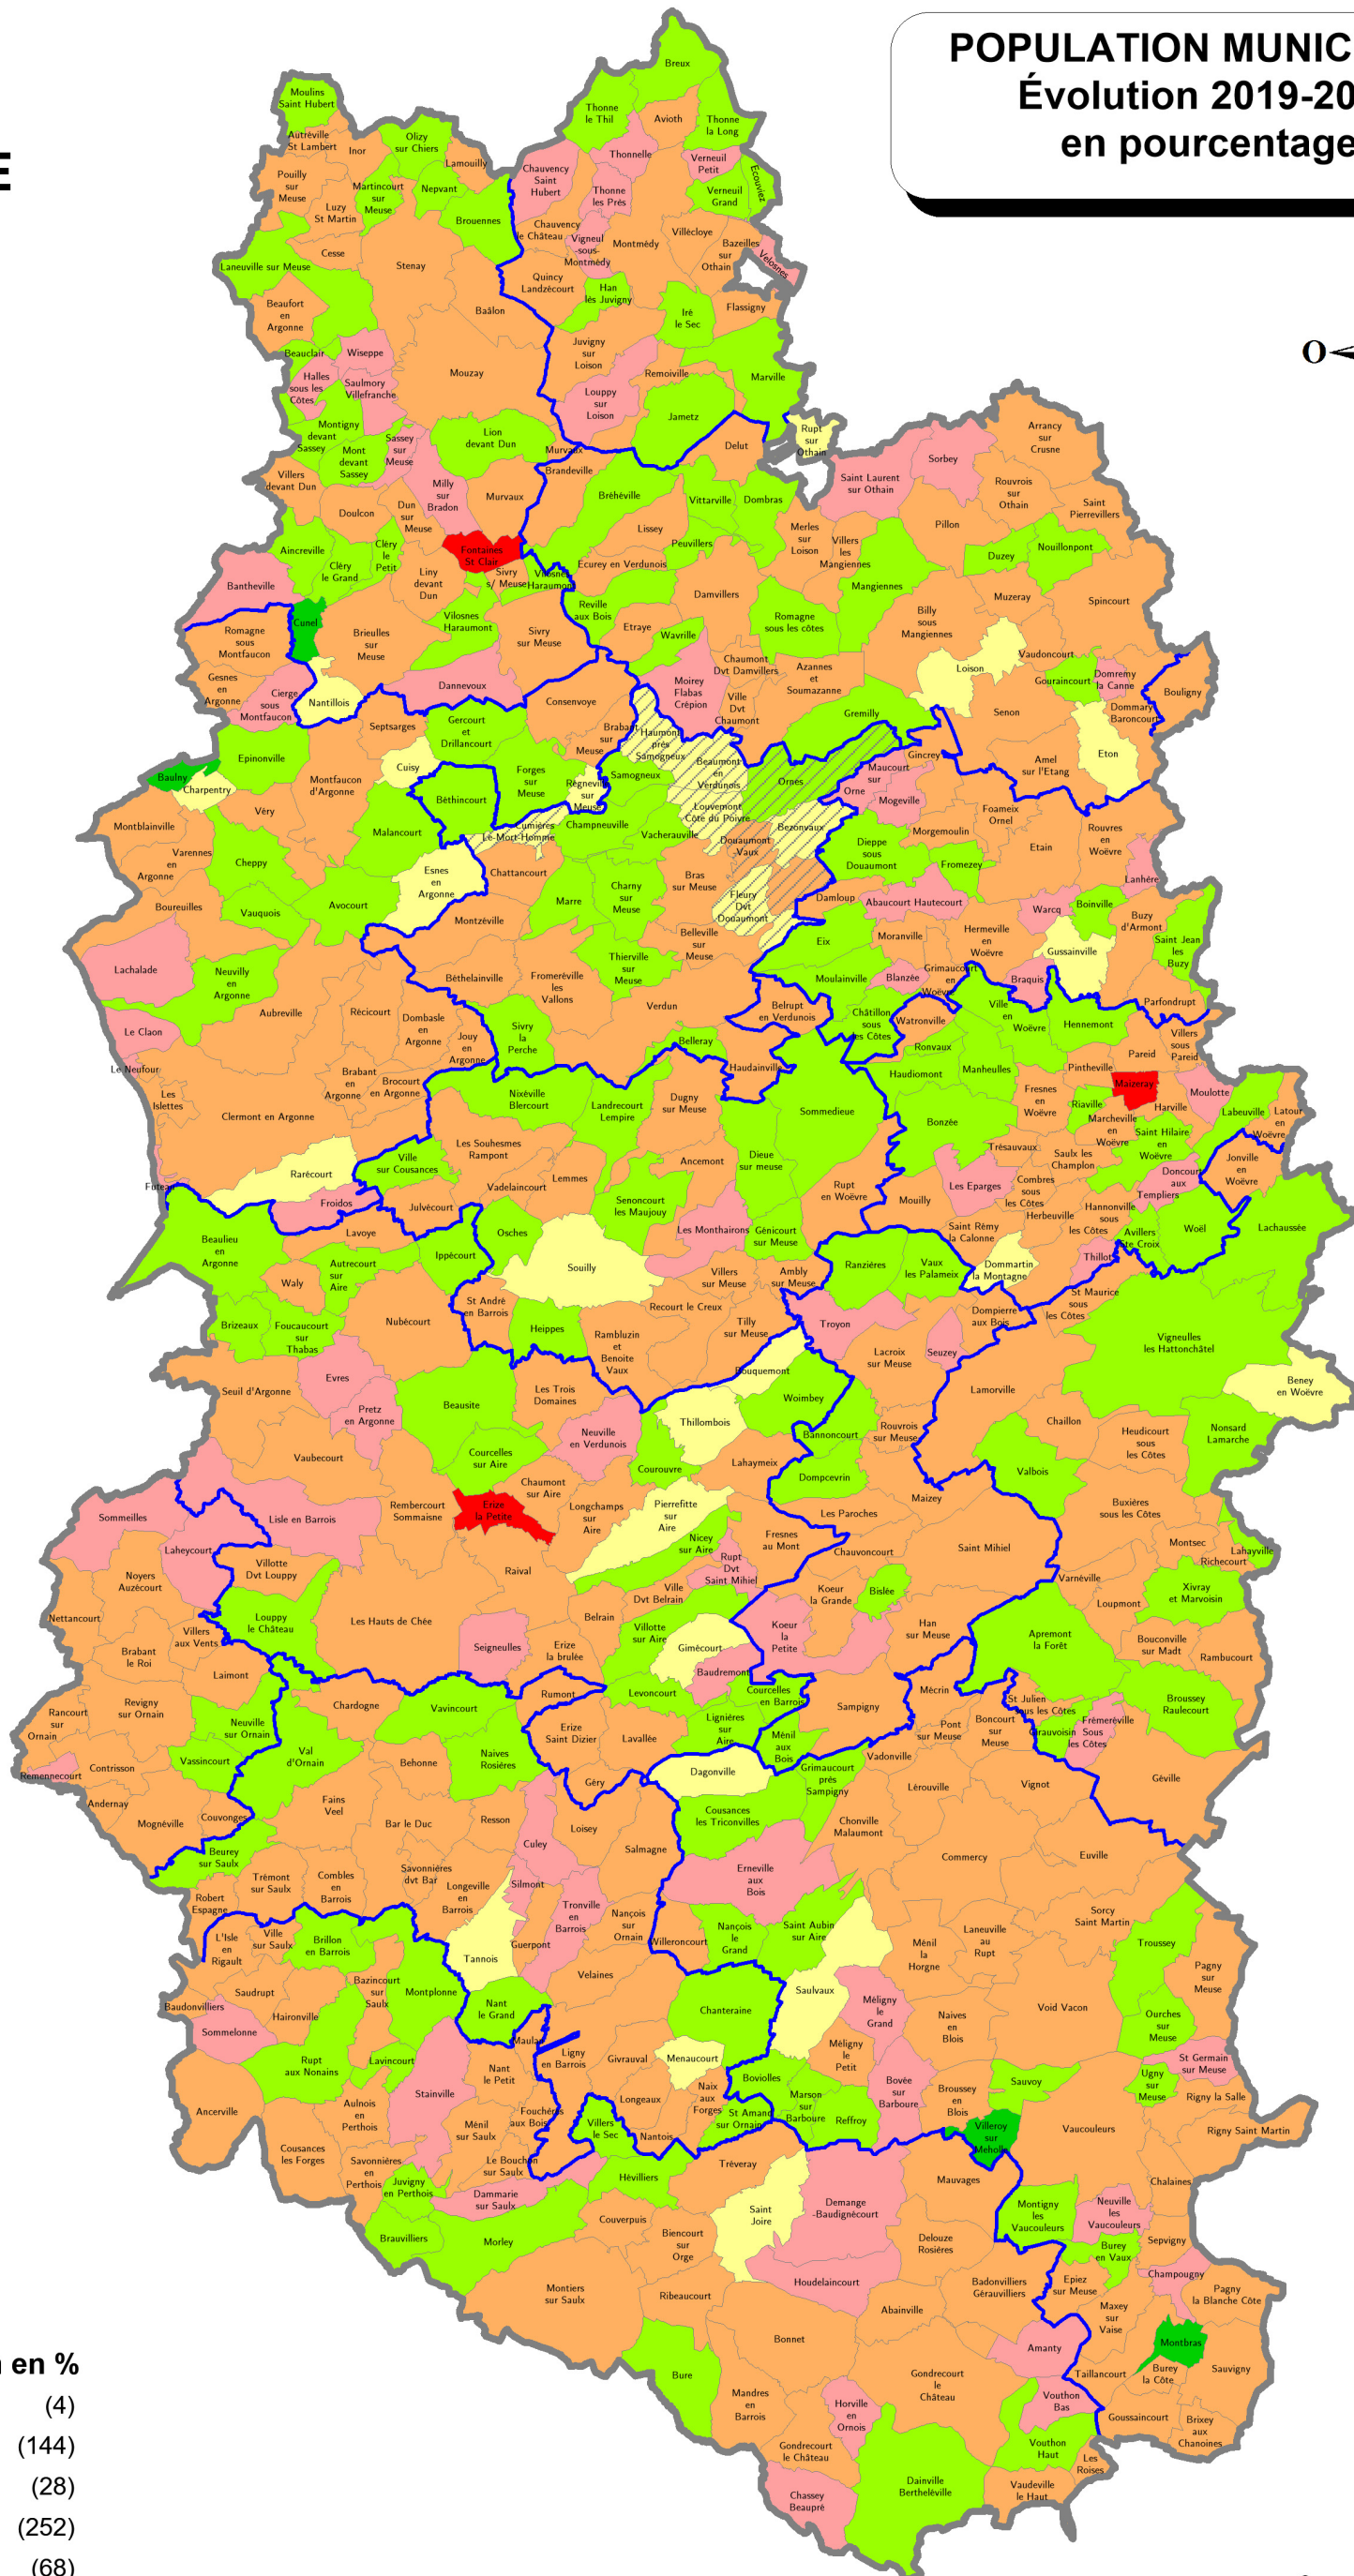 POPULATION MUNIC
Évolution 2019-20
en pourcentage
E
O
Breux
Moulins
Saint Hubert
Thonne
le Thil
Avioth
Thonne
la Long
Autréville
St Lambert
Inor
Olizy
sur Chiers
Lamouilly
Chauvency
Saint
Hubert
Thonnelle
Verneuil
Petit
Ecouviez
Pouilly
sur
Meuse
Martincourt
sur
Meuse
Nepvant
Thonne
les Prés
Verneuil
Grand
Luzy
St Martin
Brouennes
Chauvency
le Château
Vigneul
-sous-
Montmédy
Montmédy
Villécloye
Bazeilles
sur
Othain
Velosnes
Cesse
Stenay
Laneuville sur Meuse
Quincy
Landzécourt
Han
lès Juvigny
Beaufort
en
Argonne
Baâlon
Iré
le Sec
Flassigny
Beauclair
Wiseppe
Juvigny
sur
Loison
Halles
sous les
Côtes
Saulmory
Villefranche
Mouzay
Remoiville
Marville
Louppy
sur
Loison
Jametz
Montigny
devant
Sassey
Mont
devant
Sassey
Sassey
sur
Meuse
Lion
devant Dun
Murvaux
Delut
Rupt
sur
Othain
Arrancy
sur
Crusne
Sorbey
Saint Laurent
sur Othain
Villers
devant Dun
Milly
sur
Bradon
Murvaux
Brandeville
Bréhéville
Vittarville
Dombras
Rouvrois
sur
Othain
Saint
Pierrevillers
Doulcon
Dun
sur
Meuse
Lissey
Peuvillers
Merles
sur
Loison
Villers
les
Mangiennes
Pillon
Nouillonpont
Duzey
Aincreville
Cléry
le
Petit
Cléry
le Grand
Fontaines
St Clair
Sivry
s/ Meuse
Vilosnes
Haraumont
Ecurey en Verdunois
Bantheville
Liny
devant
Dun
Damvillers
Mangiennes
Muzeray
Spincourt
Cunel
Romagne
sous
Montfaucon
Brieulles
sur
Meuse
Vilosnes
Haraumont
Sivry
sur Meuse
Reville
aux Bois
Etraye
Wavrille
Romagne
sous les côtes
Billy
sous
Mangiennes
Gesnes
en
Argonne
Cierge
sous
Montfaucon
Nantillois
Dannevoux
Moirey
Flabas
Crépion
Chaumont
Dvt Damvillers
Azannes
et
Soumazanne
Loison
Vaudoncourt
Gouraincourt
Domremy
la Canne
Bouligny
Consenvoye
Ville
Dvt
Chaumont
Gremilly
Senon
Dommary
Baroncourt
Septsarges
Gercourt
et
Drillancourt
Brabant
sur
Meuse
Haumont
prés
Samogneux
Beaumont
en
Verdunois
Eton
Epinonville
Baulny
Charpentry
Cuisy
Montfaucon
d'Argonne
Forges
sur
Meuse
Règneville
sur
Meuse
Samogneux
Ornes
Gincrey
Amel
sur l'Etang
Béthincourt
Maucourt
sur
Orne
Mogeville
Véry
Louvemont
Côte du Poivre
Foameix
Ornel
Montblainville
Malancourt
Cumières
Le-Mort-Homme
Champneuville
Vacherauville
Bezonvaux
Morgemoulin
Rouvres
en
Woëvre
Varennes
en
Argonne
Cheppy
Esnes
en
Argonne
Chattancourt
Douaumont
Vaux
Dieppe
sous
Douaumont
Etain
Fromezey
Lanhère
Boureuilles
Vauquois
Avocourt
Marre
Charny
sur
Meuse
Bras
sur Meuse
Fleury
Dvt
Douaumont
Damloup
Abaucourt Hautecourt
Warcq
Boinville
Montzéville
Buzy
d'Armont
Lachalade
Neuvilly
en
Argonne
Belleville
sur
Meuse
Eix
Moranville
Hermeville
en
Woëvre
Gussainville
Saint Jean
les
Buzy
Thierville
sur
Meuse
Béthelainville
Fromeréville
les
Vallons
Moulainville
Blanzée
Grimaucourt
en
Woëvre
Braquis
Parfondrupt
Le Claon
Aubreville
Récicourt
Dombasle
en
Argonne
Verdun
Belrupt
en Verdunois
Châtillon
sous
les Côtes
Watronville
Ville
en
Woëvre
Hennemont
Villers
sous
Pareid
Jouy
en
Argonne
Sivry
la
Perche
Belleray
Ronvaux
Pareid
Le Neufour
Haudainville
Haudiomont
Manheulles
Pintheville
Maizeray
Moulotte
Les
Islettes
Brabant
en
Argonne
Brocourt
en Argonne
Nixéville
Blercourt
Landrecourt
Lempire
Dugny
sur Meuse
Sommedieue
Fresnes
en
Woëvre
Riaville
Harville
Labeuville
Latour
en
Woëvre
Clermont en Argonne
Bonzée
Marcheville
en
Woëvre
Saint Hilaire
en
Woëvre
Les Souhesmes
Rampont
Ancemont
Dieue
sur meuse
Trésauvaux
Saulx les
Champlon
Jonville
en
Woëvre
Rarécourt
Ville
sur Cousances
Vadelaincourt
Lemmes
Rupt
en Woëvre
Mouilly
Les Eparges
Combres
sous
les Côtes
Doncourt
aux
Templiers
Futeau
Froidos
Julvécourt
Senoncourt
les Maujouy
Herbeuville
Hannonville
sous
les Côtes
Woël
Lachaussée
Lavoye
Osches
Les Monthairons
Génicourt
sur Meuse
Saint Rémy
la Calonne
Avillers
Ste Croix
Beaulieu
en
Argonne
Ippécourt
Souilly
Ranzières
Vaux
les Palameix
Dommartin
la Montagne
Thillot
Waly
Autrecourt
sur
Aire
Villers
sur Meuse
Ambly
sur Meuse
St Maurice
sous
les Côtes
Brizeaux
Foucaucourt
sur
Thabas
Nubécourt
St André
en Barrois
Heippes
Recourt le Creux
Tilly
sur Meuse
Troyon
Dompierre
aux Bois
Vigneulles
les Hattonchâtel
Rambluzin
et
Benoite
Vaux
Lacroix
sur Meuse
Seuzey
Bouquemont
Beney
en Woëvre
Seuil d'Argonne
Evres
Les Trois
Domaines
Woimbey
Lamorville
Pretz
en Argonne
Beausite
Neuville
en Verdunois
Thillombois
Bannoncourt
Rouvrois
sur Meuse
Chaillon
Heudicourt
sous
les Côtes
Nonsard
Lamarche
Vaubecourt
Courcelles
sur Aire
Courouvre
Lahaymeix
Dompcevrin
Valbois
Chaumont
sur Aire
Sommeilles
Lisle en Barrois
Rembercourt
Sommaisne
Erize
la Petite
Longchamps
sur
Aire
Pierrefitte
sur
Aire
Les Paroches
Maizey
Buxières
sous les Côtes
Laheycourt
Nicey
sur Aire
Fresnes
au Mont
Chauvoncourt
Saint Mihiel
Montsec
Lahayville
Richecourt
Villotte
Dvt Louppy
Noyers
Auzécourt
Raival
Rupt
Dvt
Saint Mihiel
Varnéville
Loupmont
Xivray
et Marvoisin
Nettancourt
Louppy
le Château
Les Hauts de Chée
Belrain
Ville
Dvt Belrain
Koeur
la Grande
Bislée
Villers
aux Vents
Villotte
sur Aire
Koeur
la
Petite
Han
sur Meuse
Apremont
la Forêt
Bouconville
sur Madt
Rambucourt
Brabant
le Roi
Seigneulles
Erize
la brulée
Gimécourt
Laimont
Baudremont
Mécrin
Revigny
sur Ornain
Chardogne
Vavincourt
Rumont
Levoncourt
Courcelles
en Barrois
Sampigny
St Julien
sous les Côtes
Broussey
Raulecourt
Rancourt
sur
Ornain
Neuville
sur Ornain
Erize
Saint Dizier
Lavallée
Lignières
sur
Aire
Ménil
aux
Bois
Pont
sur Meuse
Boncourt
sur
Meuse
Girauvoisin
Frémeréville
Sous
les Côtes
Val
d'Ornain
Behonne
Naives
Rosières
Vadonville
Remennecourt
Contrisson
Vassincourt
Géry
Dagonville
Grimaucourt
près
Sampigny
Lérouville
Vignot
Géville
Andernay
Mognéville
Couvonges
Fains
Veel
Bar le Duc
Resson
Loisey
Cousances
les Triconvilles
Chonville
Malaumont
Culey
Salmagne
Commercy
Euville
Beurey
sur Saulx
Trémont
sur Saulx
Combles
en
Barrois
Savonnières
dvt Bar
Longeville
en
Barrois
Silmont
Erneville
aux
Bois
Robert
Espagne
Tronville
en
Barrois
Nançois
sur
Ornain
Sorcy
Saint Martin
L'Isle
en
Rigault
Ville
sur Saulx
Brillon
en Barrois
Tannois
Guerpont
Willeroncourt
Nançois
le
Grand
Saint Aubin
sur Aire
Ménil
la
Horgne
Laneuville
au
Rupt
Troussey
Pagny
sur
Meuse
Velaines
Saudrupt
Bazincourt
sur
Saulx
Montplonne
Saulvaux
Void Vacon
Baudonvilliers
Haironville
Nant
le Grand
Chanteraine
Méligny
le
Grand
Naives
en
Blois
Ourches
sur
Meuse
Sommelonne
Maulan
Ligny
en Barrois
Givrauval
Menaucourt
Méligny
le
Petit
St Germain
sur Meuse
Rupt
aux Nonains
Lavincourt
Stainville
Nant
le Petit
Boviolles
Bovée
sur
Barboure
Sauvoy
Ugny
sur
Meuse
Rigny la Salle
Ancerville
Aulnois
en
Perthois
Longeaux
Naix
aux
Forges
Marson
sur
Barboure
Broussey
en
Blois
Rigny Saint Martin
Fouchères
aux Bois
Ménil
sur Saulx
Villers
le Sec
St Amand
sur Ornain
Reffroy
Villeroy
sur
Meholle
Vaucouleurs
Cousances
les Forges
Savonnières
en
Perthois
Le Bouchon
sur Saulx
Nantois
Tréveray
Mauvages
Chalaines
Juvigny
en Perthois
Dammarie
sur Saulx
Hévilliers
Saint
Joire
Demange
-Baudignécourt
Montigny
les
Vaucouleurs
Neuville
les
Vaucouleurs
Brauvilliers
Morley
Couverpuis
Biencourt
sur
Orge
Delouze
Rosières
Burey
en Vaux
Sepvigny
Montiers
sur Saulx
Ribeaucourt
Houdelaincourt
Badonvilliers
Gérauvilliers
Epiez
sur Meuse
Champougny
Pagny
la Blanche Côte
Abainville
Maxey
sur
Vaise
Bonnet
Amanty
Montbras
Bure
Gondrecourt
le
Château
Taillancourt
Burey
la Côte
Sauvigny
Mandres
en
Barrois
Horville
en
Ornois
Vouthon
Bas
Goussaincourt
Brixey
aux
Chanoines
Gondrecourt
le Château
Vouthon
Haut
Les
Roises
Chassey
Beaupré
Dainville
Bertheléville
Vaudeville
le Haut
en %
(4)
(144)
(28)
(252)
(68)